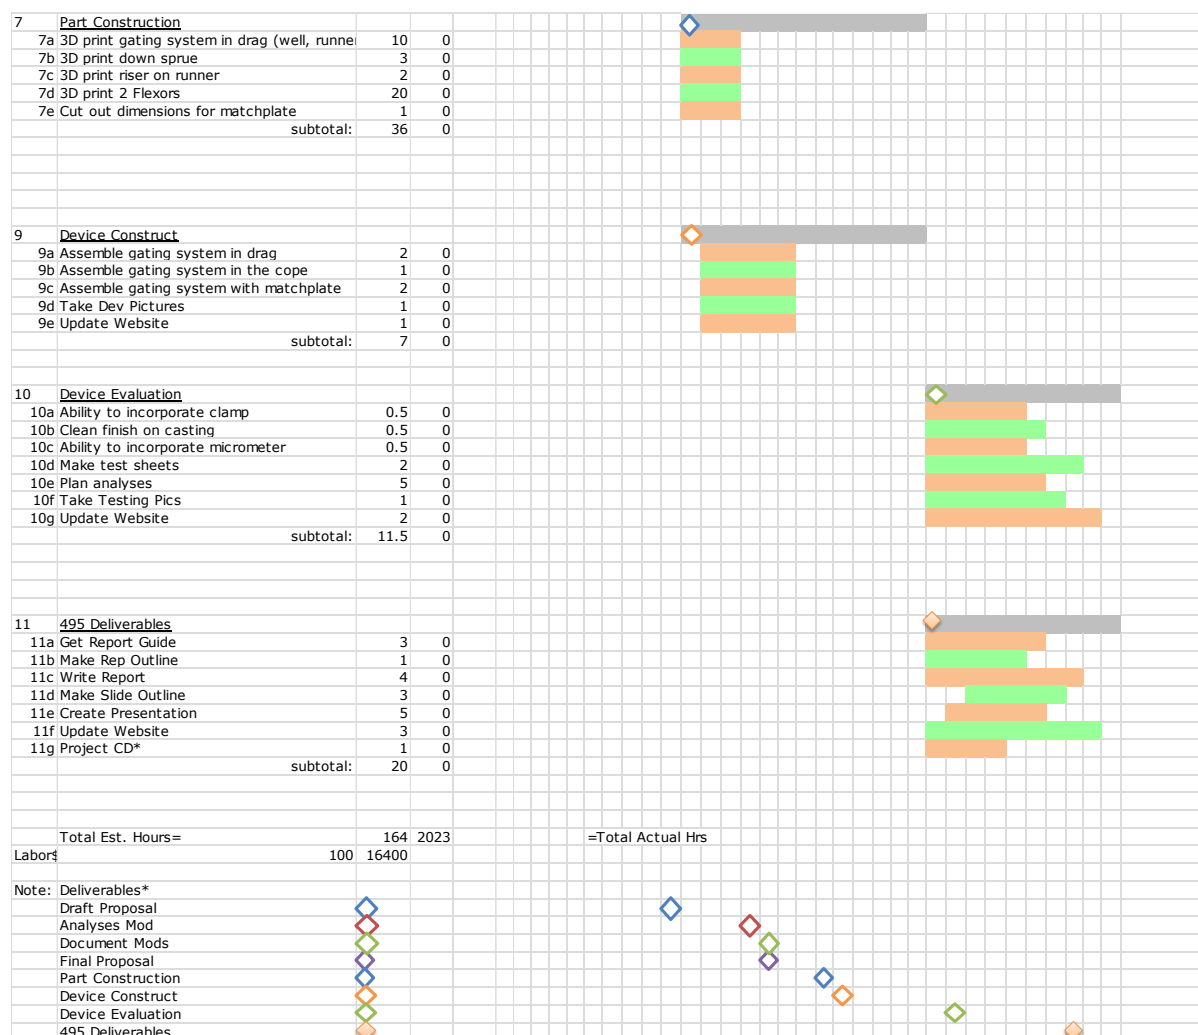 7 Part Construction
7a 3D print gating system in drag (well, runne 10 0
7b 3D print down sprue 3 0
7c 3D print riser on runner 2 0
7d 3D print 2 Flexors 20 0
7e Cut out dimensions for matchplate 1 0
subtotal: 36 0
9 Device Construct
9a Assemble gating system in drag 2 0
9b Assemble gating system in the cope 1 0
9c Assemble gating system with matchplate 2 0
9d Take Dev Pictures 1 0
9e Update Website 1 0
subtotal: 7 0
10 Device Evaluation
10a Ability to incorporate clamp 0.5 0
10b Clean finish on casting 0.5 0
10c Ability to incorporate micrometer 0.5 0
10d Make test sheets 2 0
10e Plan analyses 5 0
10f Take Testing Pics 1 0
10g Update Website 2 0
subtotal: 11.5 0
11 495 Deliverables
11a Get Report Guide 3 0
11b Make Rep Outline 1 0
11c Write Report 4 0
11d Make Slide Outline 3 0
11e Create Presentation 5 0
11f Update Website 3 0
11g Project CD* 1 0
subtotal: 20 0
Total Est. Hours= 164 2023 =Total Actual Hrs
Labor$ 100 16400
Note: Deliverables*
Draft Proposal
Analyses Mod
Document Mods
Final Proposal
Part Construction
Device Construct
Device Evaluation
495 Deliverables